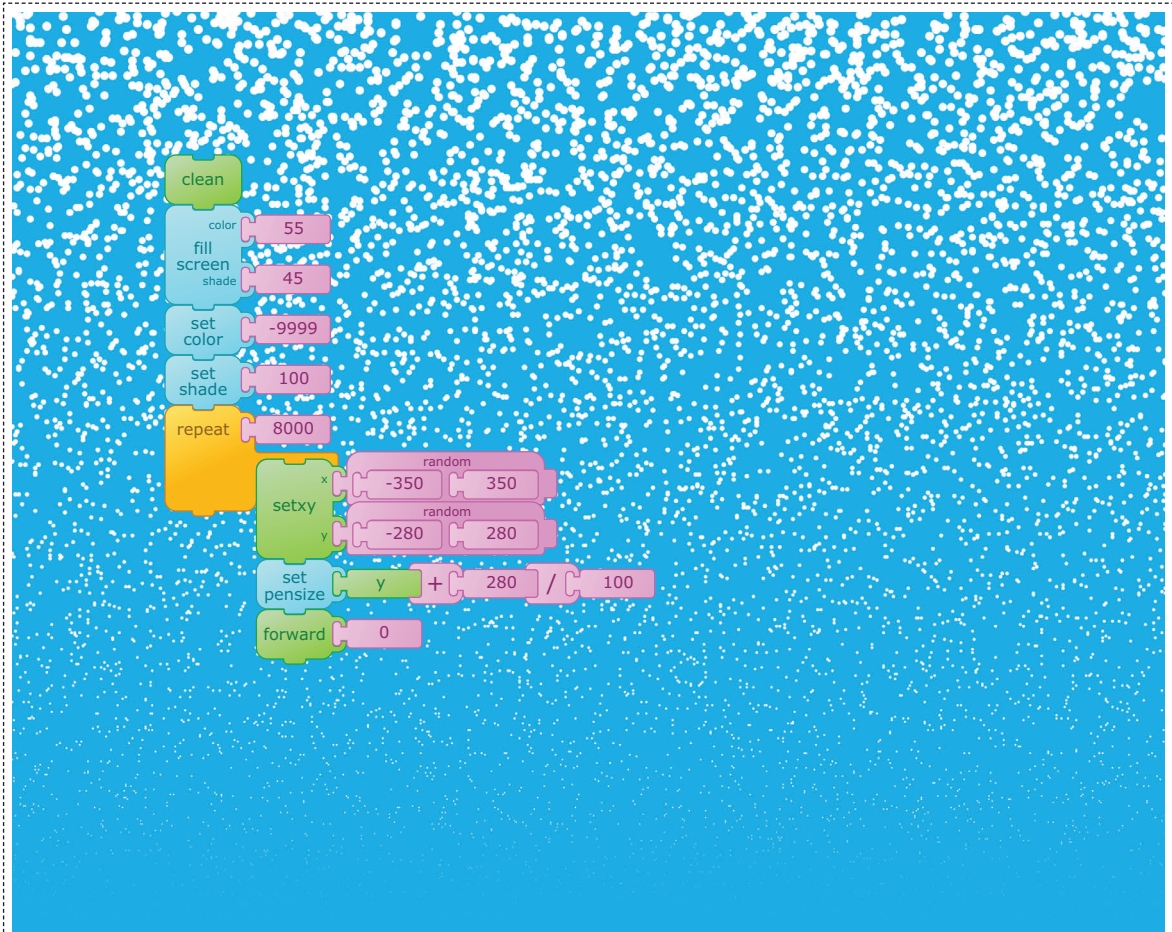 clean
color 55
fill
screen
shade 45
set
color -9999
set
shade 100
repeat 8000
random
x -350 350
setxy
random
y -280 280
set
pensize y + 280 / 100
forward 0